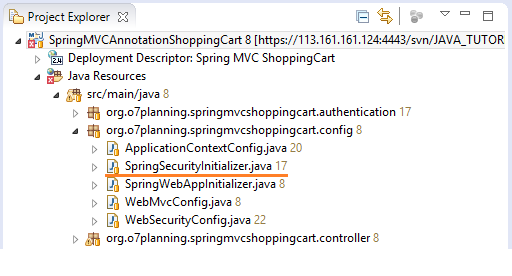 Project Explorer
SpringMVCAnnotationShoppingCart 8 [https://113.161.161.124:4443/svn/JAVA_TUTOR
Deployment Descriptor: Spring MVC ShoppingCart
Java Resources
src/main/java 8
org.o7planning.springmvcshoppingcart.authentication 17
org.o7planning.springmvcshoppingcart.config 8
ApplicationContextConfig.java 20
SpringSecurityInitializer.java 17
SpringWebAppInitializer.java 8
WebMvcConfig.java 8
WebSecurityConfig.java 22
org.o7planning.springmvcshoppingcart.controller 8